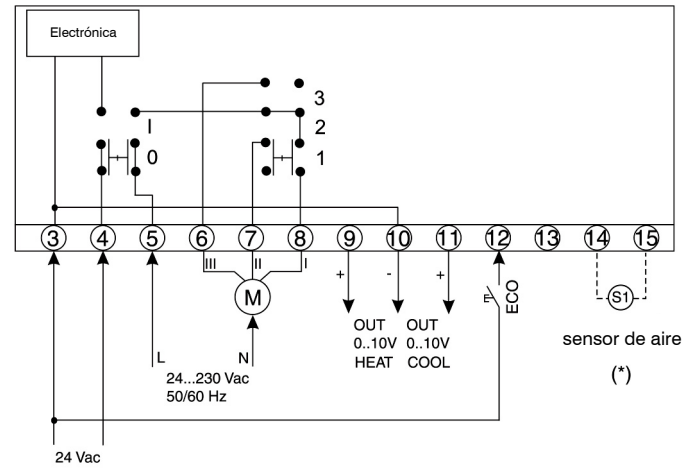 Electrónica
3
I
2
0
1
3 4 5 6 7 8 9 10 11 12 13 14 15
III II I
+ - +
M
ECO
S1
OUT OUT
0..10V 0..10V
HEAT COOL
sensor de aire
(*)
L N
24...230 Vac
50/60 Hz
24 Vac